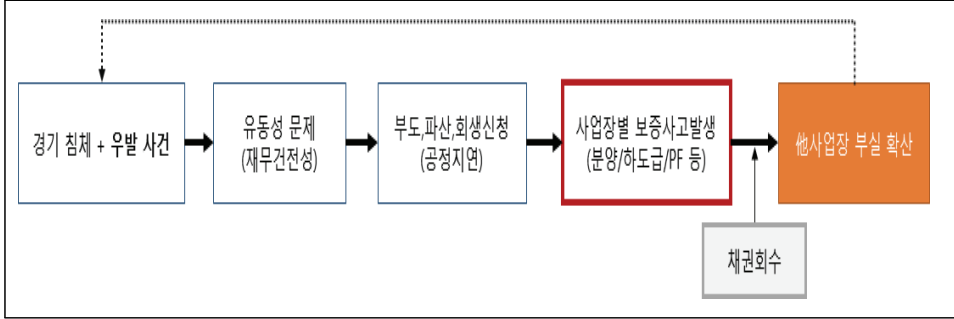 경기 침체 + 우발 사건
유동성 문제
(재무건전성)
부도,파산,회생신청
(공정지연)
사업장별 보증사고발생
(분양/하도급/PF 등)
他사업장 부실 확산
채권회수